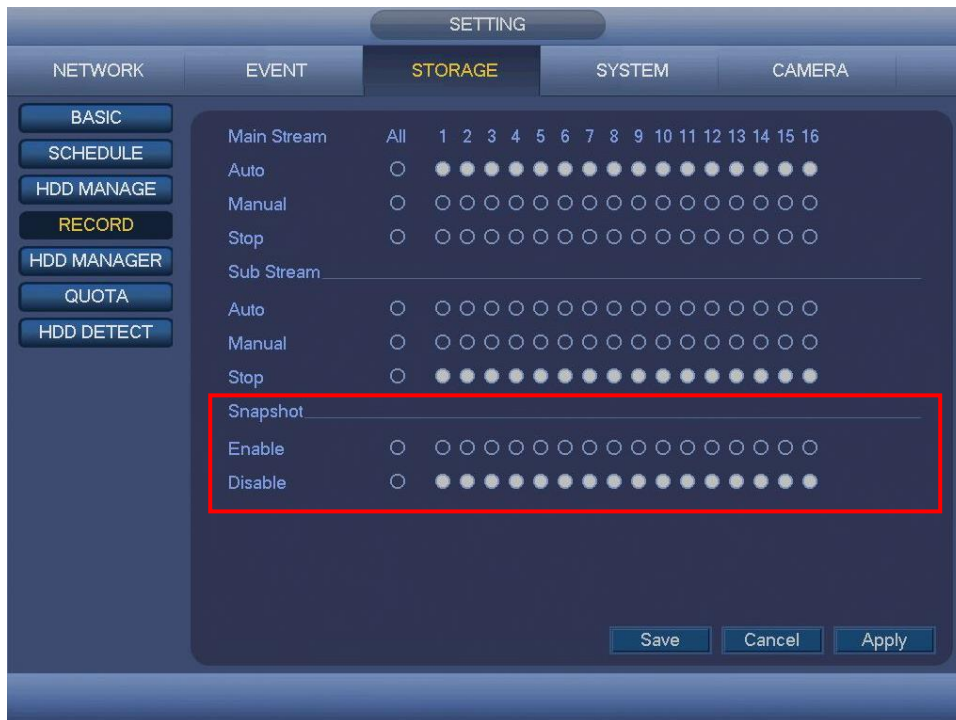 SETTING
NETWORK EVENT STORAGE SYSTEM CAMERA
BASIC
SCHEDULE
HDD MANAGE
RECORD
HDD MANAGER
QUOTA
HDD DETECT
Main Stream All 1 2 3 4 5 6 7 8 9 10 11 12 13 14 15 16
Auto
Manual
Stop
Sub Stream
Auto
Manual
Stop
Snapshot
Enable
Disable
Save Cancel Apply